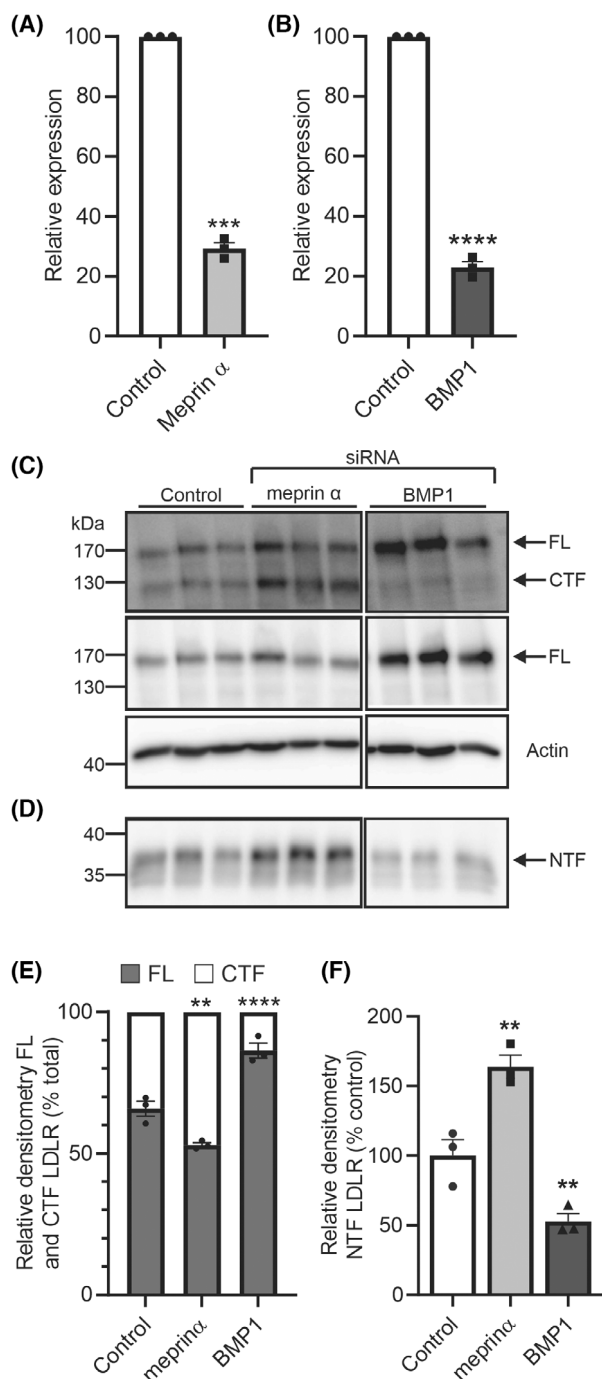 (A)
Relative expression
100
80
60
40
20
0
***
Control
Meprin α
(B)
Relative expression
100
80
60
40
20
0
****
Control
BMP1
(C)
siRNA
Control
meprin α
BMP1
kDa
170
130
FL
CTF
170
130
FL
40
Actin
(D)
40
35
NTF
(E)
FL
CTF
Relative densitometry FL
and CTF LDLR (% total)
100
50
0
**
****
Control
meprinα
BMP1
(F)
Relative densitometry
NTF LDLR (% control)
200
150
100
50
0
**
**
Control
meprinα
BMP1